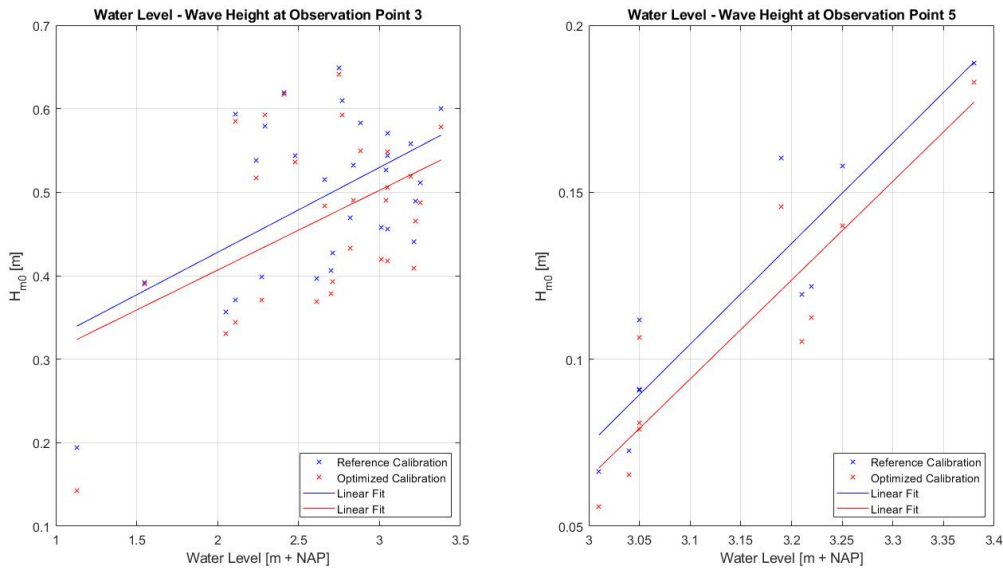 Water Level - Wave Height at Observation Point 3
0.7
0.6
0.5
0.4
0.3
0.2
0.1
H_m0 [m]
1 1.5 2 2.5 3 3.5
Water Level [m + NAP]
Reference Calibration
Optimized Calibration
Linear Fit
Linear Fit
Water Level - Wave Height at Observation Point 5
0.2
0.15
0.1
0.05
H_m0 [m]
3 3.05 3.1 3.15 3.2 3.25 3.3 3.35 3.4
Water Level [m + NAP]
Reference Calibration
Optimized Calibration
Linear Fit
Linear Fit